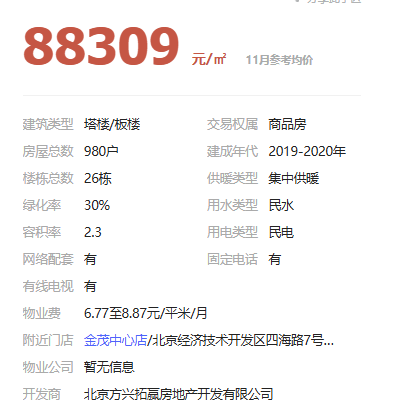 88309 元/㎡ 11月参考均价
建筑类型 塔楼/板楼 交易权属 商品房
房屋总数 980户 建成年代 2019-2020年
楼栋总数 26栋 供暖类型 集中供暖
绿化率 30% 用水类型 民水
容积率 2.3 用电类型 民电
网络配套 有 固定电话 有
有线电视 有
物业费 6.77至8.87元/平米/月
附近门店 金茂中心店/北京经济技术开发区四海路7号...
物业公司 暂无信息
开发商 北京方兴拓赢房地产开发有限公司